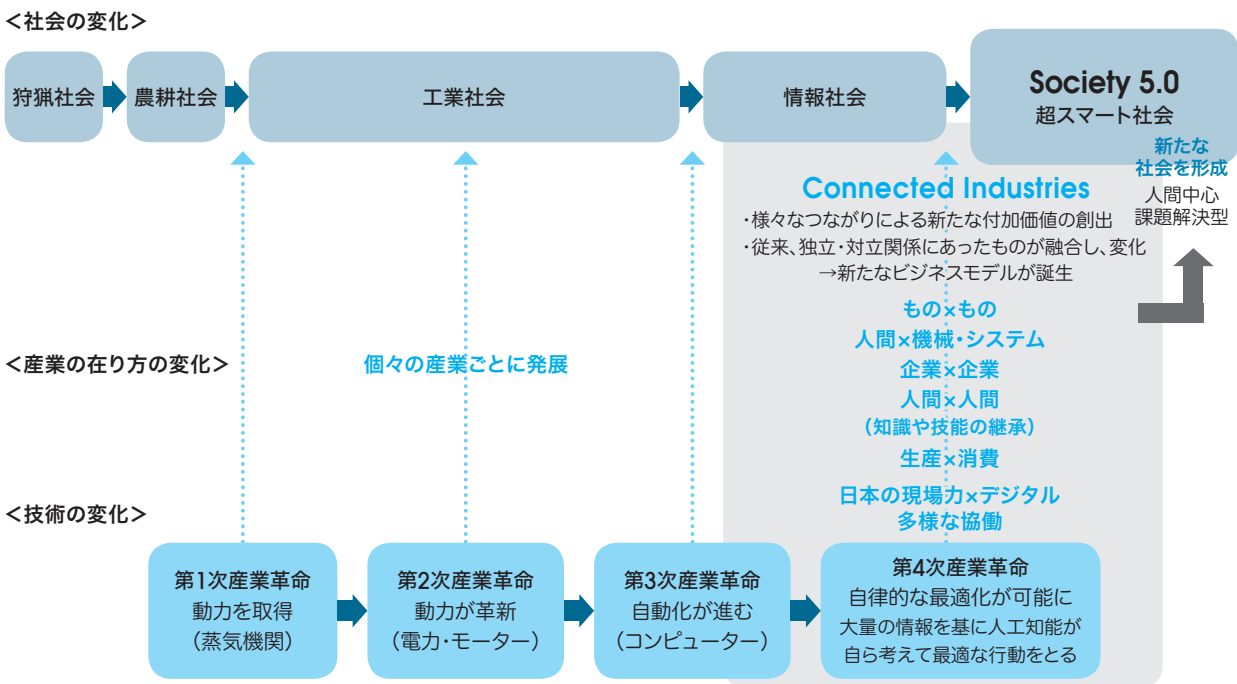 ＜社会の変化＞
狩猟社会
農耕社会
工業社会
情報社会
Society 5.0
超スマート社会
新たな
社会を形成
人間中心
課題解決型
Connected Industries
・様々なつながりによる新たな付加価値の創出
・従来、独立・対立関係にあったものが融合し、変化
→新たなビジネスモデルが誕生
＜産業の在り方の変化＞
個々の産業ごとに発展
もの×もの
人間×機械・システム
企業×企業
人間×人間
（知識や技能の継承）
生産×消費
日本の現場力×デジタル
多様な協働
＜技術の変化＞
第1次産業革命
動力を取得
（蒸気機関）
第2次産業革命
動力が革新
（電力・モーター）
第3次産業革命
自動化が進む
（コンピューター）
第4次産業革命
自律的な最適化が可能に
大量の情報を基に人工知能が
自ら考えて最適な行動をとる